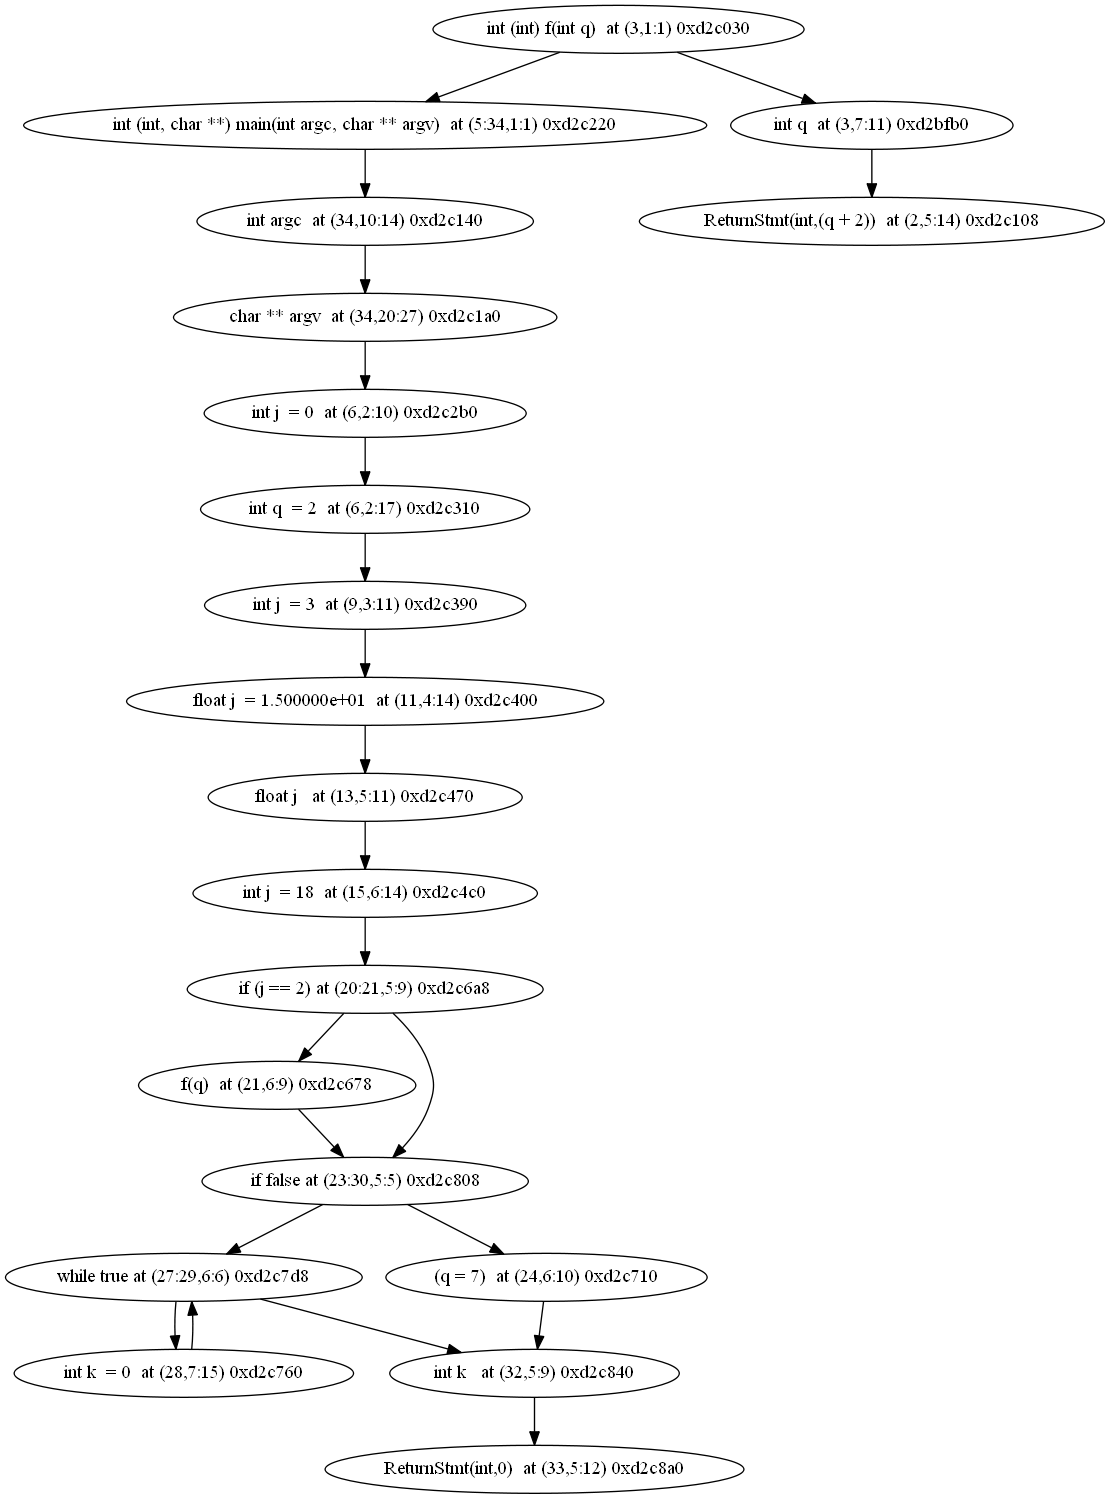 int (int) f(int q)  at (3,1:1) 0xd2c030
int (int, char **) main(int argc, char ** argv)  at (5:34,1:1) 0xd2c220
int q  at (3,7:11) 0xd2bfb0
int argc  at (34,10:14) 0xd2c140
ReturnStmt(int,(q + 2))  at (2,5:14) 0xd2c108
char ** argv  at (34,20:27) 0xd2c1a0
int j  = 0  at (6,2:10) 0xd2c2b0
int q  = 2  at (6,2:17) 0xd2c310
int j  = 3  at (9,3:11) 0xd2c390
float j  = 1.500000e+01  at (11,4:14) 0xd2c400
float j   at (13,5:11) 0xd2c470
int j  = 18  at (15,6:14) 0xd2c4c0
if (j == 2) at (20:21,5:9) 0xd2c6a8
f(q)  at (21,6:9) 0xd2c678
if false at (23:30,5:5) 0xd2c808
while true at (27:29,6:6) 0xd2c7d8
(q = 7)  at (24,6:10) 0xd2c710
int k  = 0  at (28,7:15) 0xd2c760
int k   at (32,5:9) 0xd2c840
ReturnStmt(int,0)  at (33,5:12) 0xd2c8a0